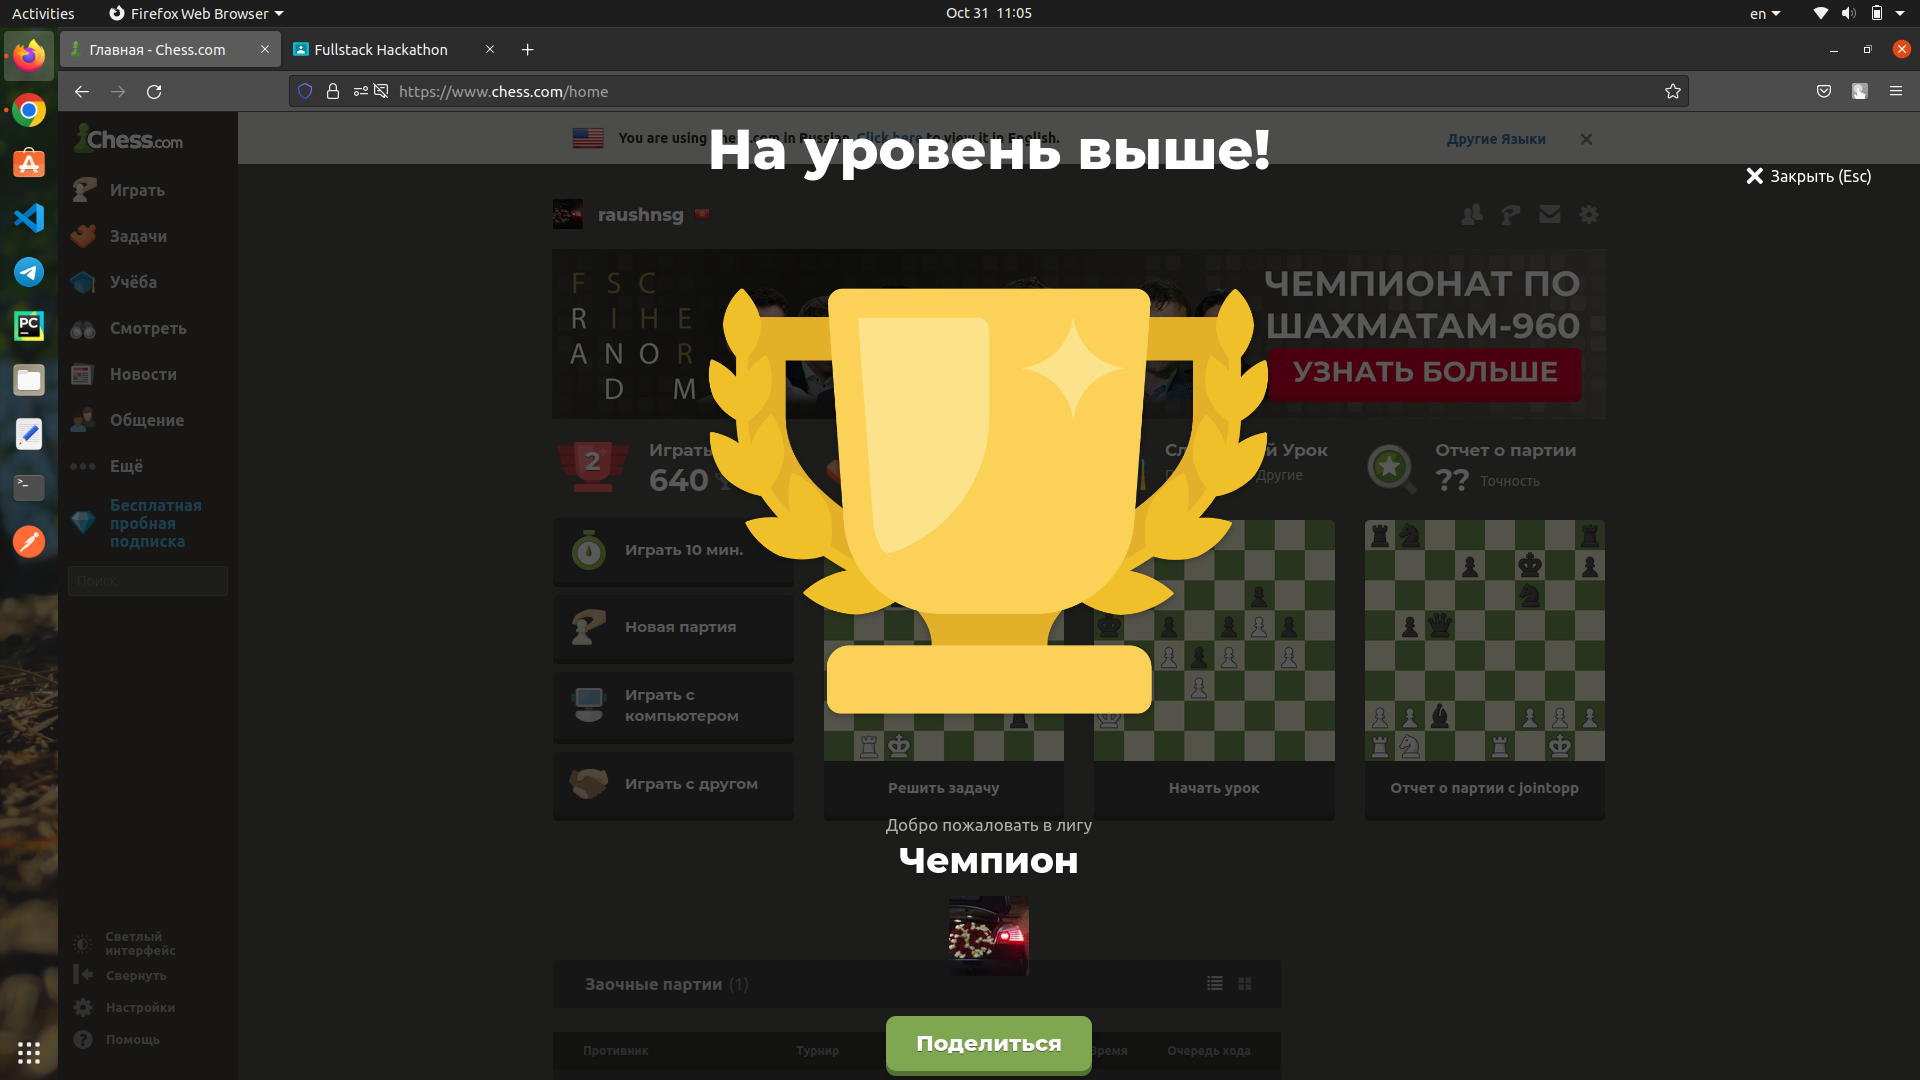 Activities
Firefox Web Browser
Oct 31 11:05
en
Главная - Chess.com
Fullstack Hackathon
https://www.chess.com/home
Chess.com
You are using
.com in Russian.
Click here
to view it in English.
Другие Языки
На уровень выше!
Закрыть (Esc)
Играть
Задачи
Учёба
Смотреть
Новости
Общение
Ещё
Бесплатная
пробная
подписка
Поиск
raushnsg
F S C
R I H E
A N O R
D M
ЧЕМПИОНАТ ПО
ШАХМАТАМ-960
УЗНАТЬ БОЛЬШЕ
2
Играть
640
й Урок
Другие
Отчет о партии
?? Точность
Играть 10 мин.
Новая партия
Играть с
компьютером
Играть с другом
Решить задачу
Начать урок
Отчет о партии с jointopp
Добро пожаловать в лигу
Чемпион
Светлый
интерфейс
Свернуть
Настройки
Помощь
Заочные партии (1)
Поделиться
Противник
Турнир
Время
Очередь хода
PC